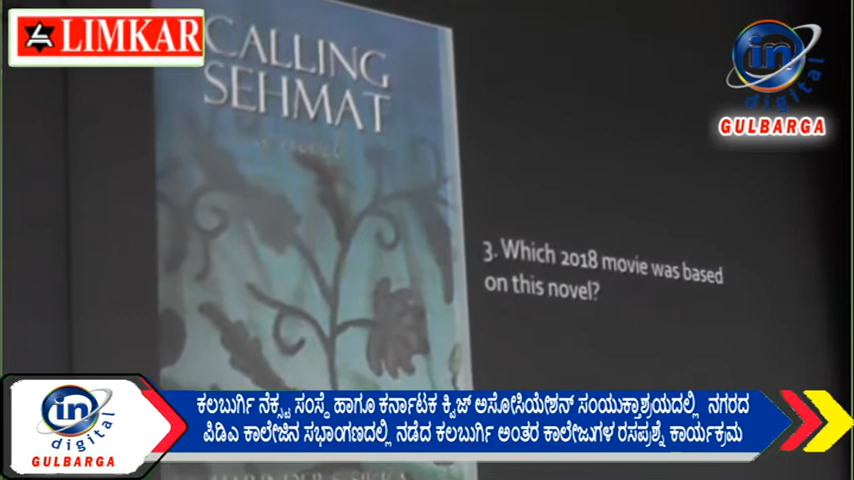 LIMKAR
CALLING
SEHMAT
in
digital
GULBARGA
3. Which 2018 movie was based
on this novel?
in
digital
GULBARGA
ಕಲಬುರ್ಗಿ ನೆಕ್ಸ್ಟ ಸಂಸ್ಥೆ ಹಾಗೂ ಕರ್ನಾಟಕ ಕ್ವಿಜ್ ಅಸೋಸಿಯೇಶನ್ ಸಂಯುಕ್ತಾಶ್ರಯದಲ್ಲಿ ನಗರದ
ಪಿಡಿಎ ಕಾಲೇಜಿನ ಸಭಾಂಗಣದಲ್ಲಿ ನಡೆದ ಕಲಬುರ್ಗಿ ಅಂತರ ಕಾಲೇಜುಗಳ ರಸಪ್ರಶ್ನೆ ಕಾರ್ಯಕ್ರಮ